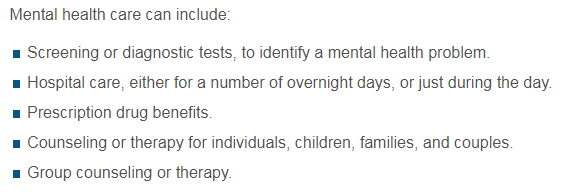 Mental health care can include:
Screening or diagnostic tests, to identify a mental health problem.
Hospital care, either for a number of overnight days, or just during the day.
Prescription drug benefits.
Counseling or therapy for individuals, children, families, and couples.
Group counseling or therapy.